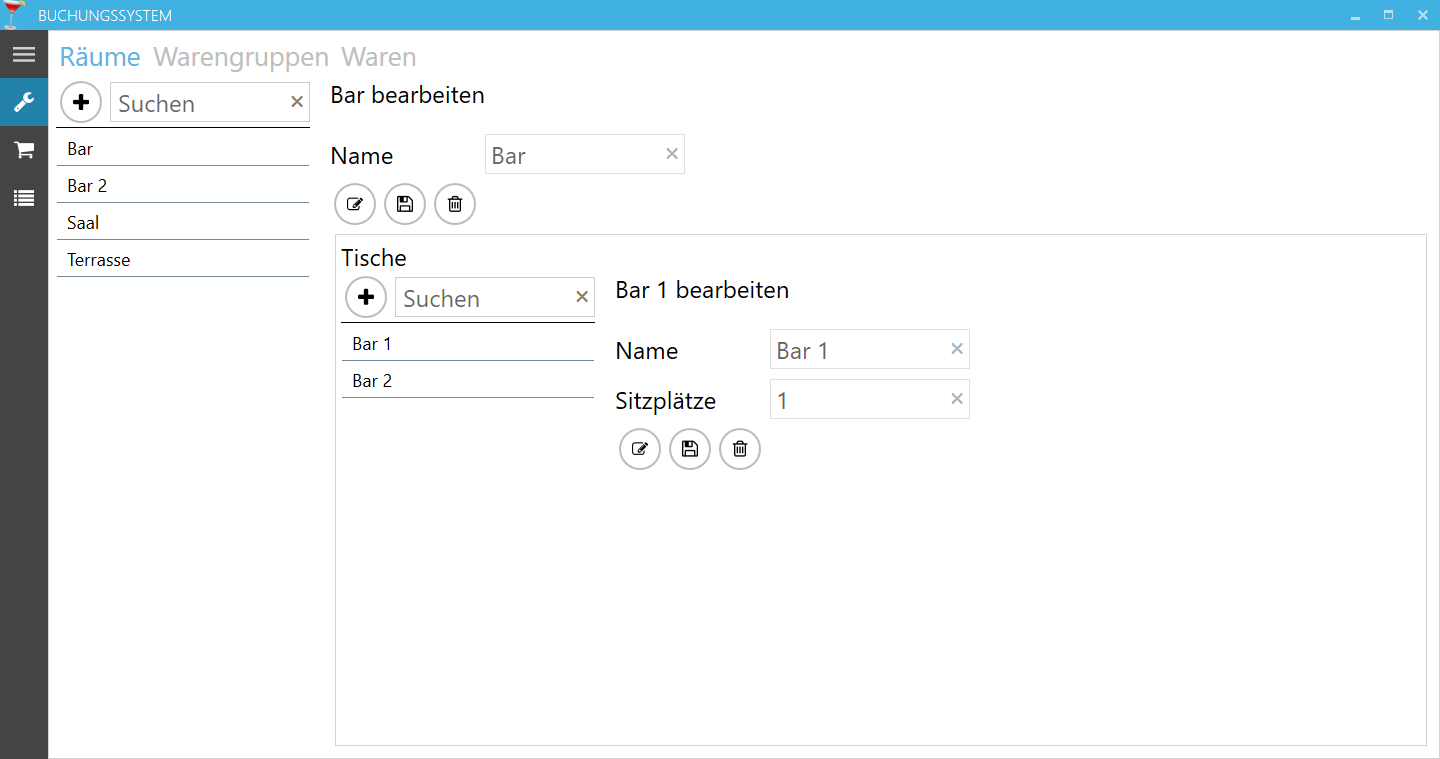 BUCHUNGSSYSTEM
Räume Warengruppen Waren
Suchen
Bar
Bar 2
Saal
Terrasse
Bar bearbeiten
Name Bar
Tische
Suchen
Bar 1
Bar 2
Bar 1 bearbeiten
Name Bar 1
Sitzplätze 1